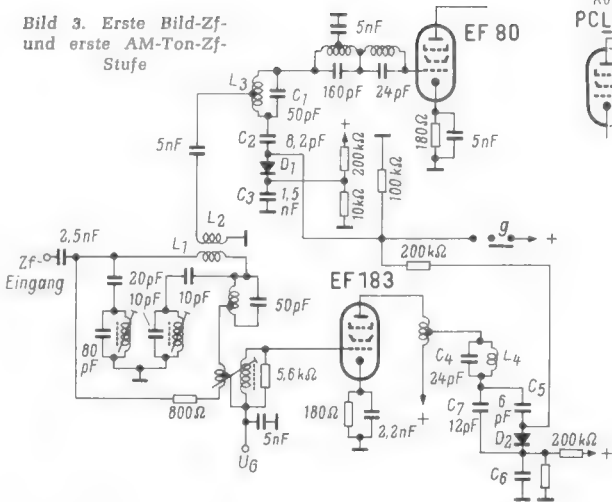 Bild 3. Erste Bild-Zf-
und erste AM-Ton-Zf-
Stufe
5nF
EF 80
PCL
L3
C1
50pF
160pF
24pF
C2
8,2pF
5nF
D1
C3
1,5
nF
+
200kΩ
10kΩ
100kΩ
180Ω
5nF
L2
L1
2,5nF
Zf-
Eingang
g
+
200kΩ
20pF
10pF
10pF
50pF
EF183
80
pF
800Ω
5,6kΩ
5nF
UG
180Ω
2,2nF
+
C4
24pF
L4
C5
6
pF
C7
12pF
D2
200kΩ
+
C6